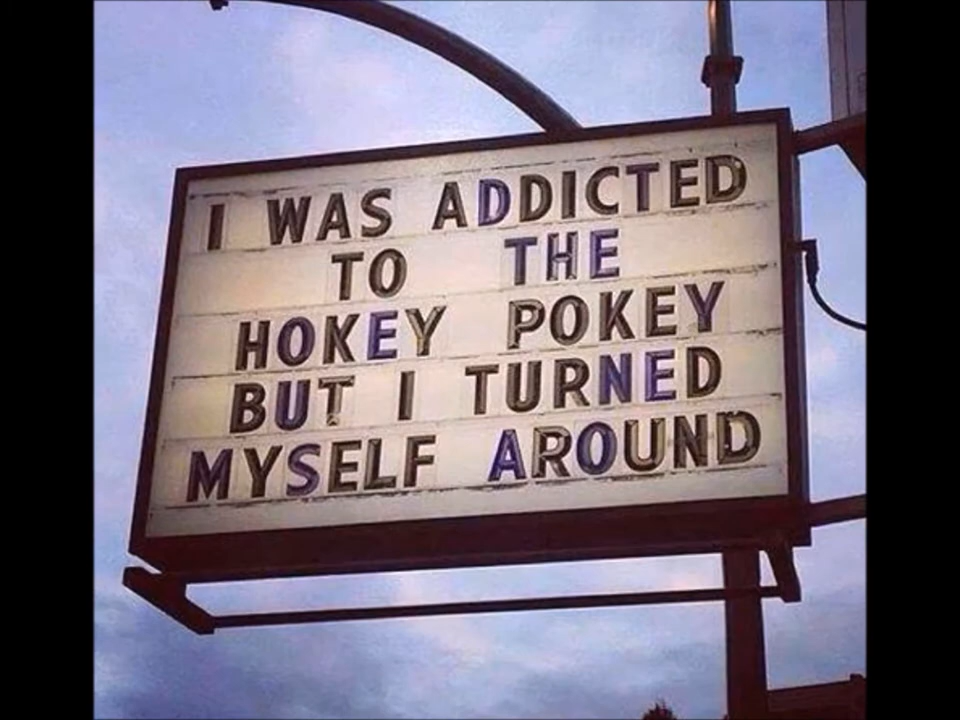 I WAS ADDICTED
TO THE
HOKEY POKEY
BUT I TURNED
MYSELF AROUND